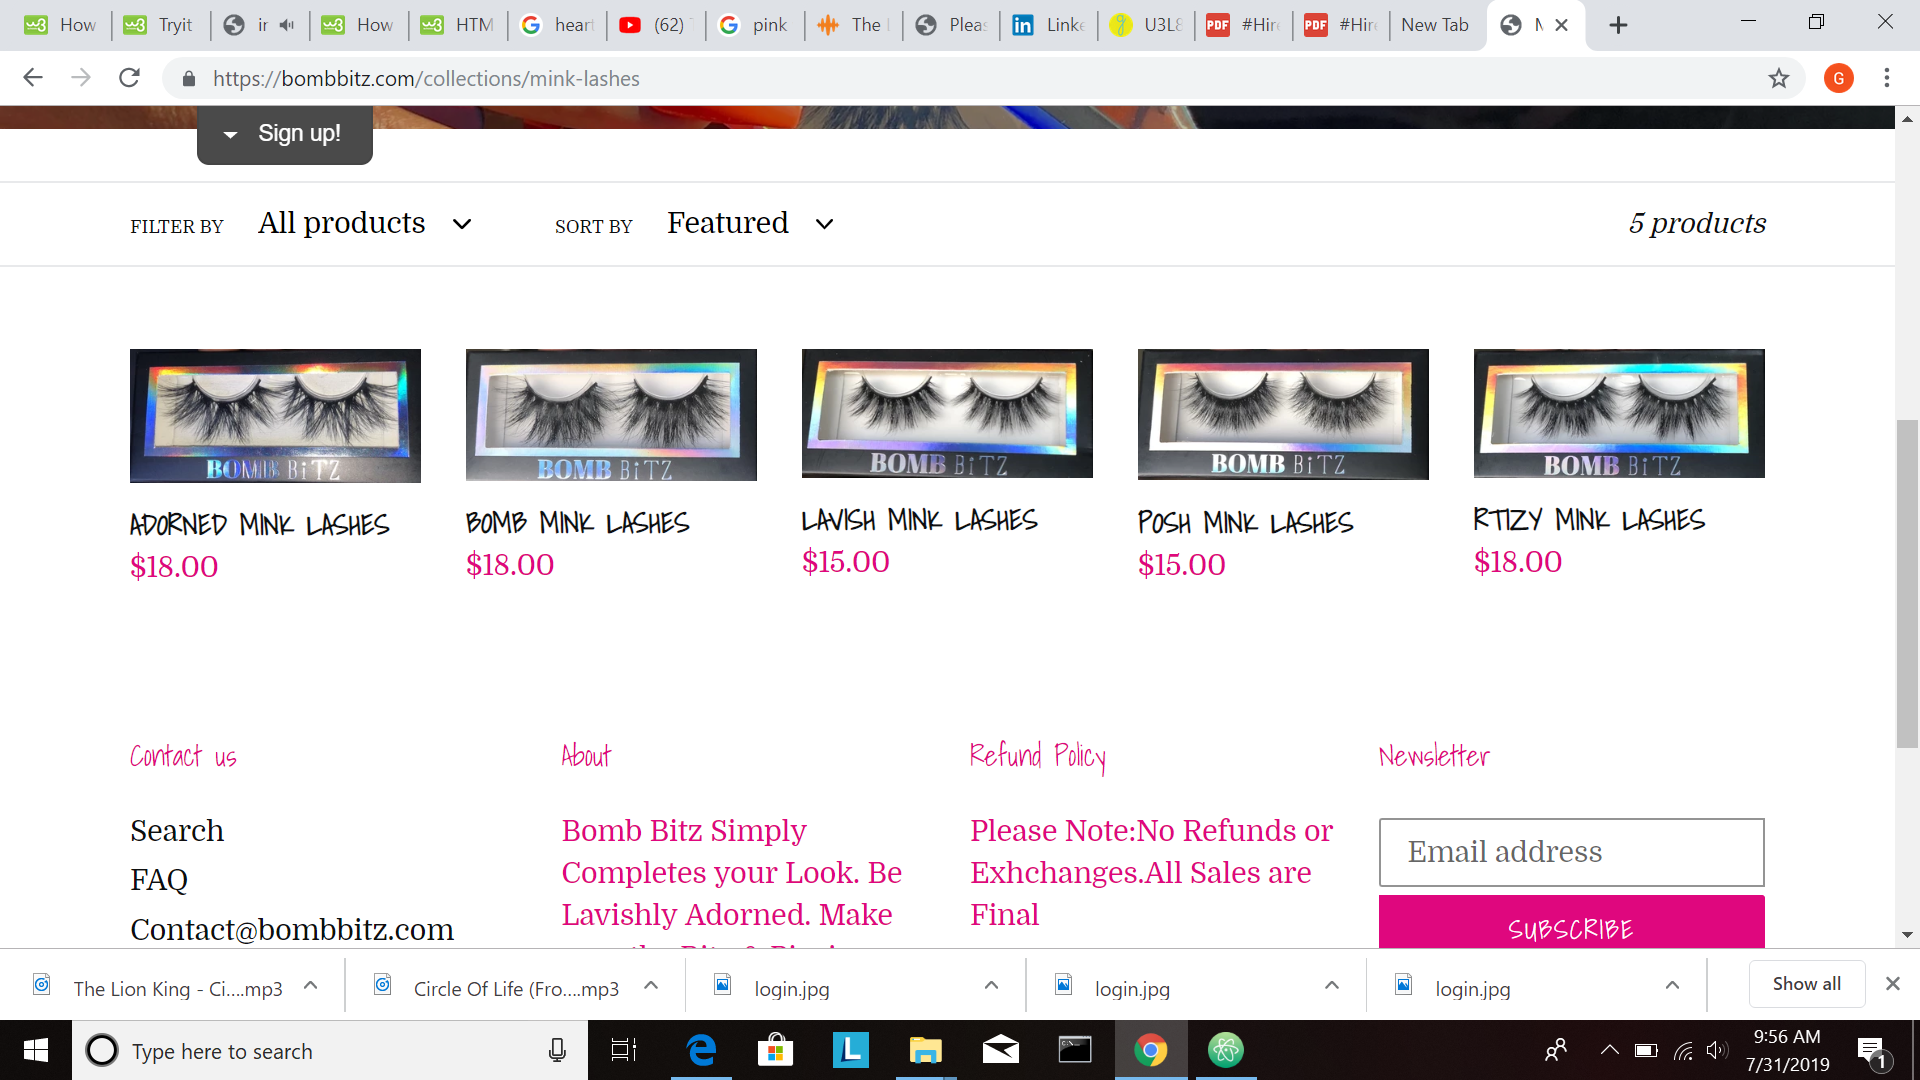 How
Tryit
ir
How
HTM
hear
(62)
pink
The
Pleas
Linke
U3L8
#Hire
#Hire
New Tab
https://bombbitz.com/collections/mink-lashes
G
Sign up!
FILTER BY All products SORT BY Featured 5 products
BOMB BiTZ
BOMB BiTZ
BOMB BiTZ
BOMB BiTZ
BOMB BiTZ
ADORNED MINK LASHES
$18.00
BOMB MINK LASHES
$18.00
LAVISH MINK LASHES
$15.00
POSH MINK LASHES
$15.00
RTIZY MINK LASHES
$18.00
Contact us
Search
FAQ
Contact@bombbitz.com
About
Bomb Bitz Simply
Completes your Look. Be
Lavishly Adorned. Make
Refund Policy
Please Note:No Refunds or
Exhchanges.All Sales are
Final
Newsletter
Email address
SUBSCRIBE
The Lion King - Ci....mp3
Circle Of Life (Fro....mp3
login.jpg
login.jpg
login.jpg
Show all
Type here to search
L
9:56 AM
7/31/2019
1